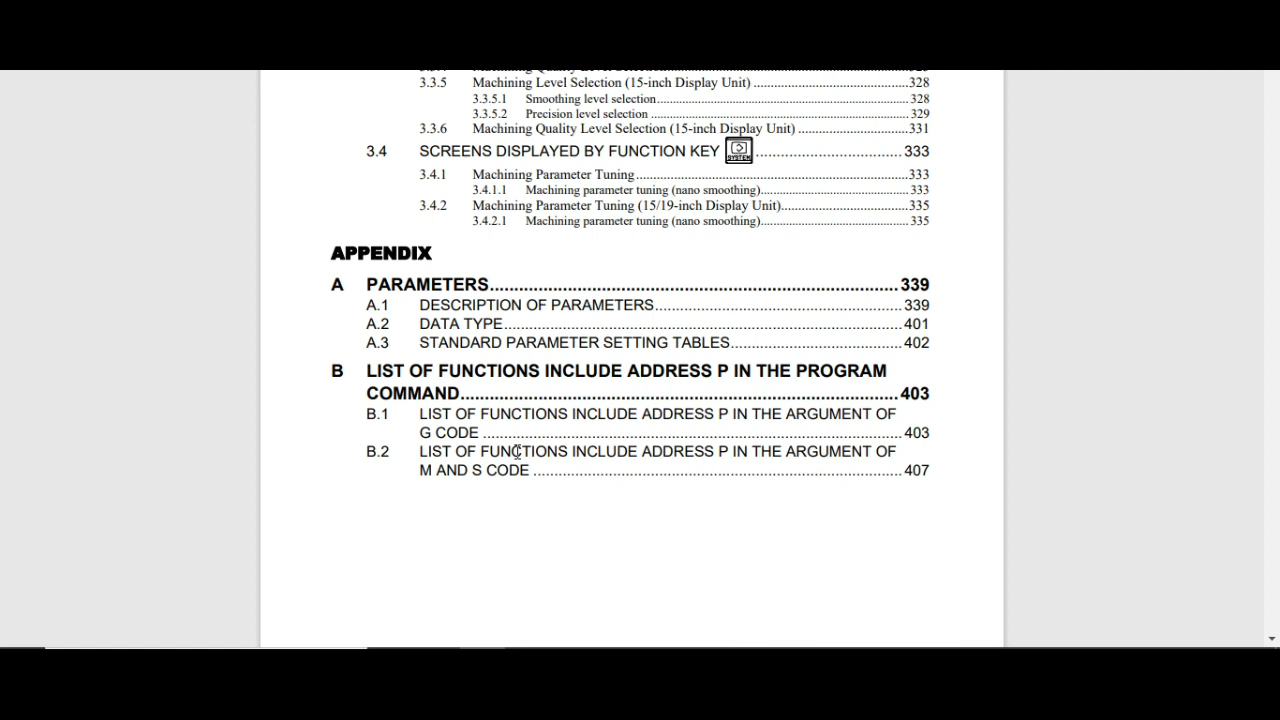 3.3.5 Machining Level Selection (15-inch Display Unit) ..........................................328
3.3.5.1 Smoothing level selection..........................................................................328
3.3.5.2 Precision level selection ..........................................................................329
3.3.6 Machining Quality Level Selection (15-inch Display Unit) ..............................331
3.4 SCREENS DISPLAYED BY FUNCTION KEY SYSTEM ................................... 333
3.4.1 Machining Parameter Tuning..........................................................................333
3.4.1.1 Machining parameter tuning (nano smoothing)............................................333
3.4.2 Machining Parameter Tuning (15/19-inch Display Unit)...................................335
3.4.2.1 Machining parameter tuning (nano smoothing)............................................335
APPENDIX
A PARAMETERS.......................................................................... 339
A.1 DESCRIPTION OF PARAMETERS.......................................................... 339
A.2 DATA TYPE.......................................................................................... 401
A.3 STANDARD PARAMETER SETTING TABLES......................................... 402
B LIST OF FUNCTIONS INCLUDE ADDRESS P IN THE PROGRAM
COMMAND............................................................................... 403
B.1 LIST OF FUNCTIONS INCLUDE ADDRESS P IN THE ARGUMENT OF
G CODE ............................................................................................... 403
B.2 LIST OF FUNCTIONS INCLUDE ADDRESS P IN THE ARGUMENT OF
M AND S CODE ..................................................................................... 407